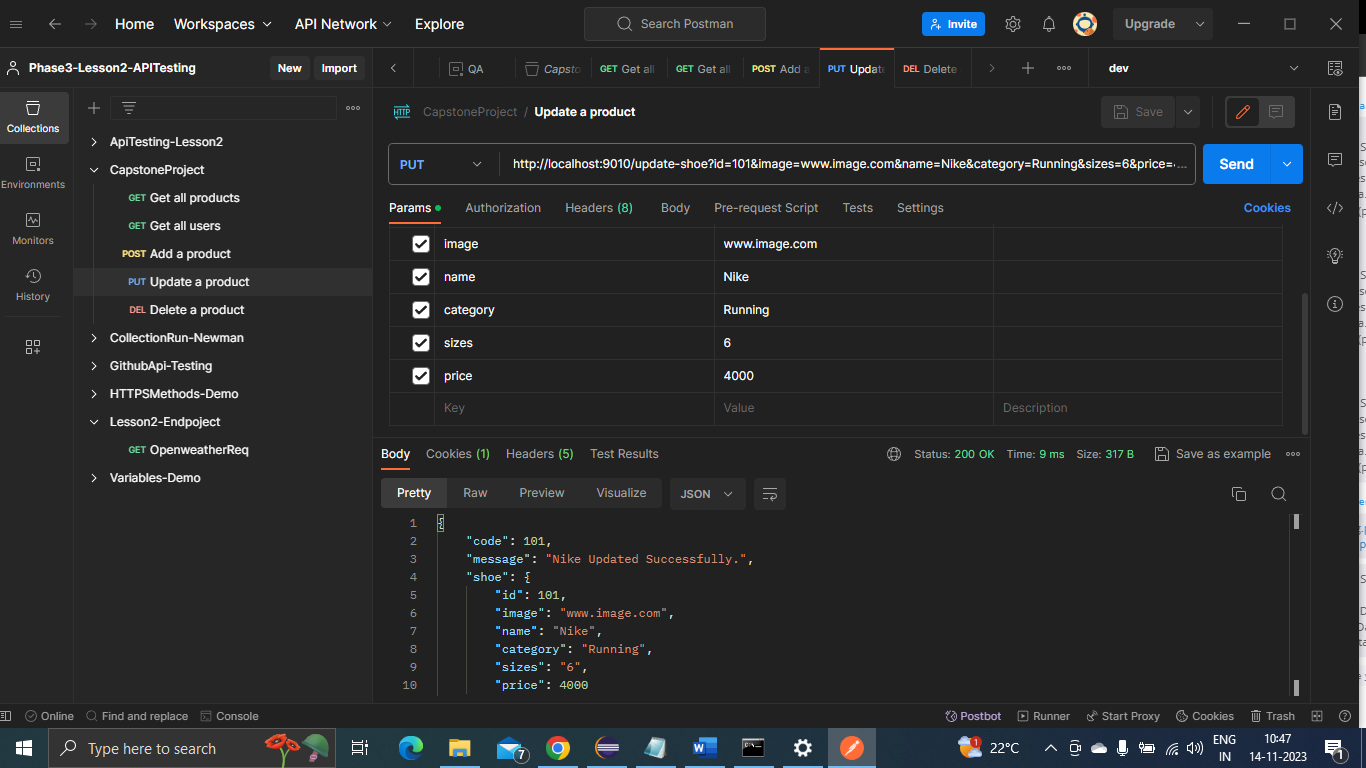 Home Workspaces API Network Explore Search Postman Invite Upgrade
Phase3-Lesson2-APITesting New Import QA Capsto GET Get all GET Get all POST Add a PUT Update DEL Delete dev
Collections
Environments
Monitors
History
ApiTesting-Lesson2
CapstoneProject
GET Get all products
GET Get all users
POST Add a product
PUT Update a product
DEL Delete a product
CollectionRun-Newman
GithubApi-Testing
HTTPSMethods-Demo
Lesson2-Endpoject
GET OpenweatherReq
Variables-Demo
HTTP CapstoneProject / Update a product Save
PUT http://localhost:9010/update-shoe?id=101&image=www.image.com&name=Nike&category=Running&sizes=6&price=... Send
Params Authorization Headers (8) Body Pre-request Script Tests Settings Cookies
image www.image.com
name Nike
category Running
sizes 6
price 4000
Key Value Description
Body Cookies (1) Headers (5) Test Results Status: 200 OK Time: 9 ms Size: 317 B Save as example
Pretty Raw Preview Visualize JSON
1 {
2 "code": 101,
3 "message": "Nike Updated Successfully.",
4 "shoe": {
5 "id": 101,
6 "image": "www.image.com",
7 "name": "Nike",
8 "category": "Running",
9 "sizes": "6",
10 "price": 4000
Online Find and replace Console Postbot Runner Start Proxy Cookies Trash
Type here to search 7 1 22°C ENG 10:47
IN 14-11-2023 1